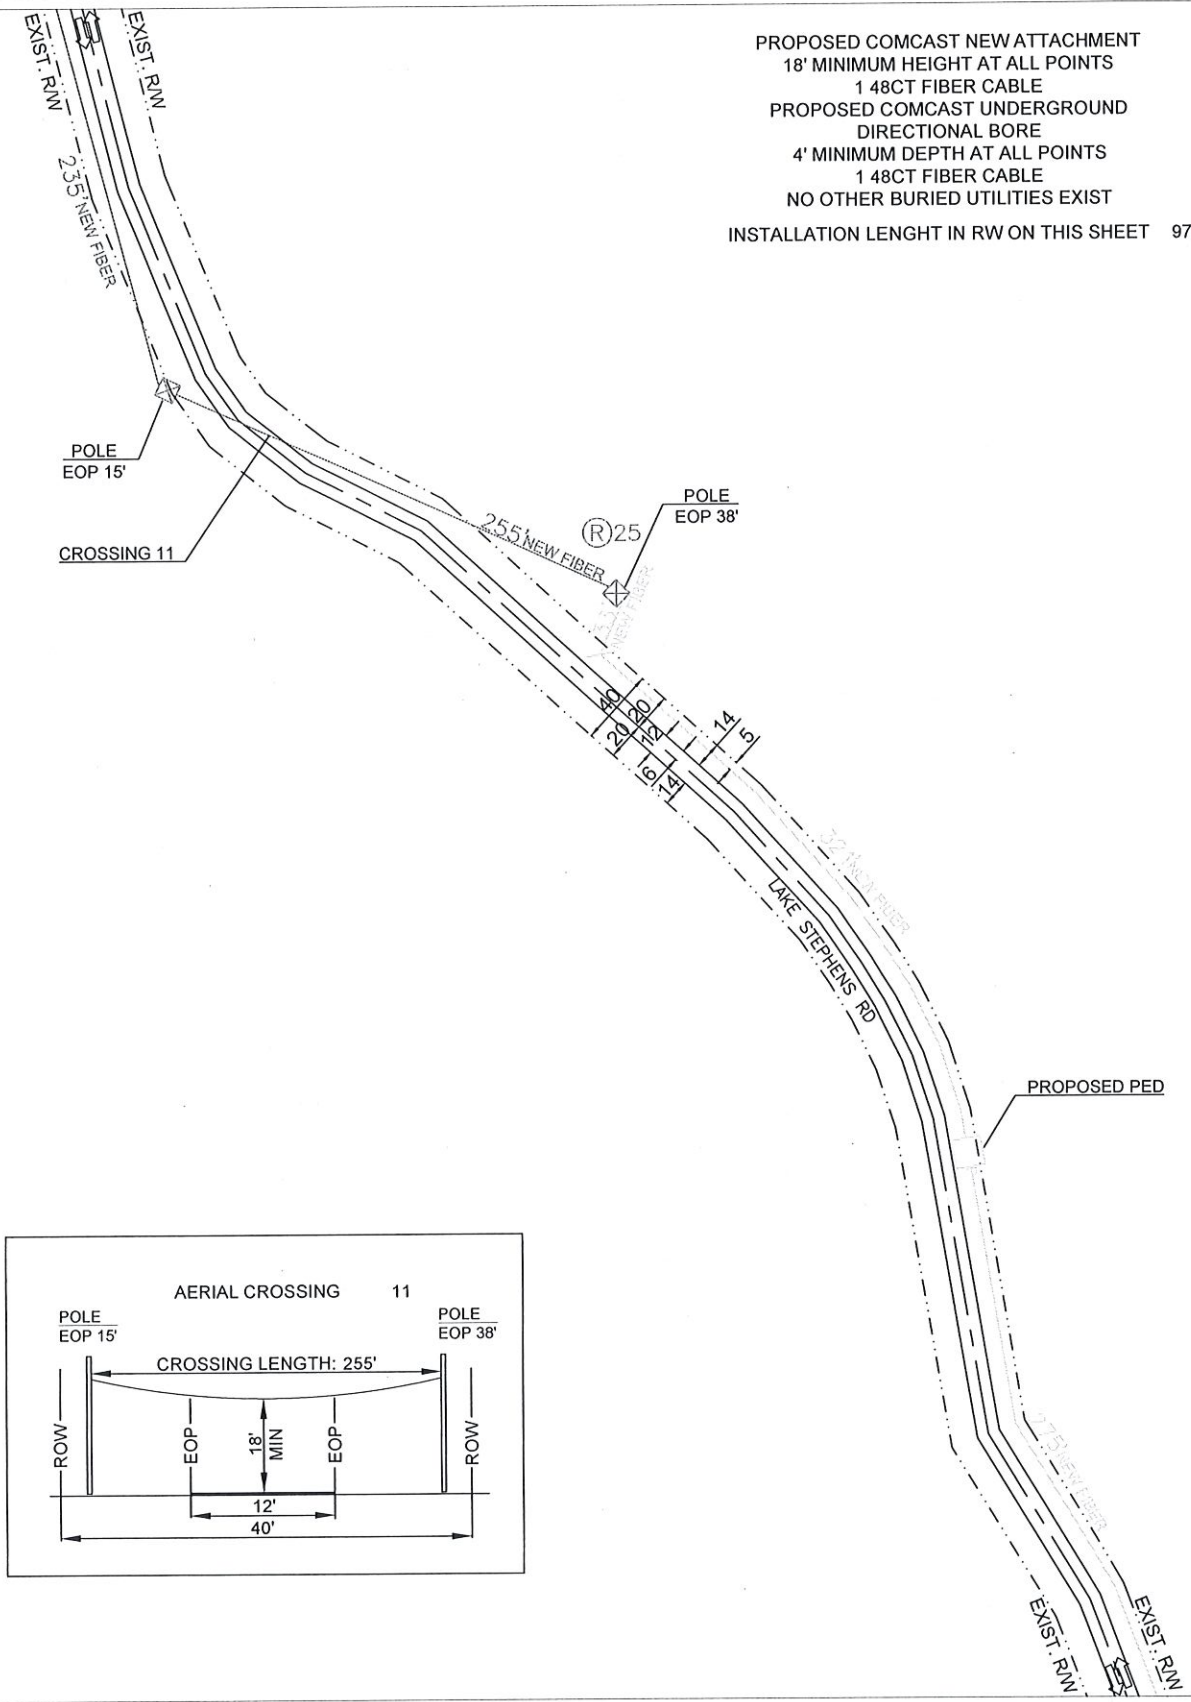 EXIST. R/W
EXIST. R/W
PROPOSED COMCAST NEW ATTACHMENT
18' MINIMUM HEIGHT AT ALL POINTS
1 48CT FIBER CABLE
PROPOSED COMCAST UNDERGROUND
DIRECTIONAL BORE
4' MINIMUM DEPTH AT ALL POINTS
1 48CT FIBER CABLE
NO OTHER BURIED UTILITIES EXIST
INSTALLATION LENGHT IN RW ON THIS SHEET 97
235' NEW FIBER
POLE
EOP 15'
CROSSING 11
POLE
EOP 38'
255' NEW FIBER
R 25
NEW FIBER
40
20
20
12
14
5
6
14
321' NEW FIBER
LAKE STEPHENS RD
PROPOSED PED
AERIAL CROSSING 11
POLE
EOP 15'
POLE
EOP 38'
CROSSING LENGTH: 255'
ROW
EOP
18'
MIN
EOP
ROW
12'
40'
275' NEW FIBER
EXIST. R/W
EXIST. R/W